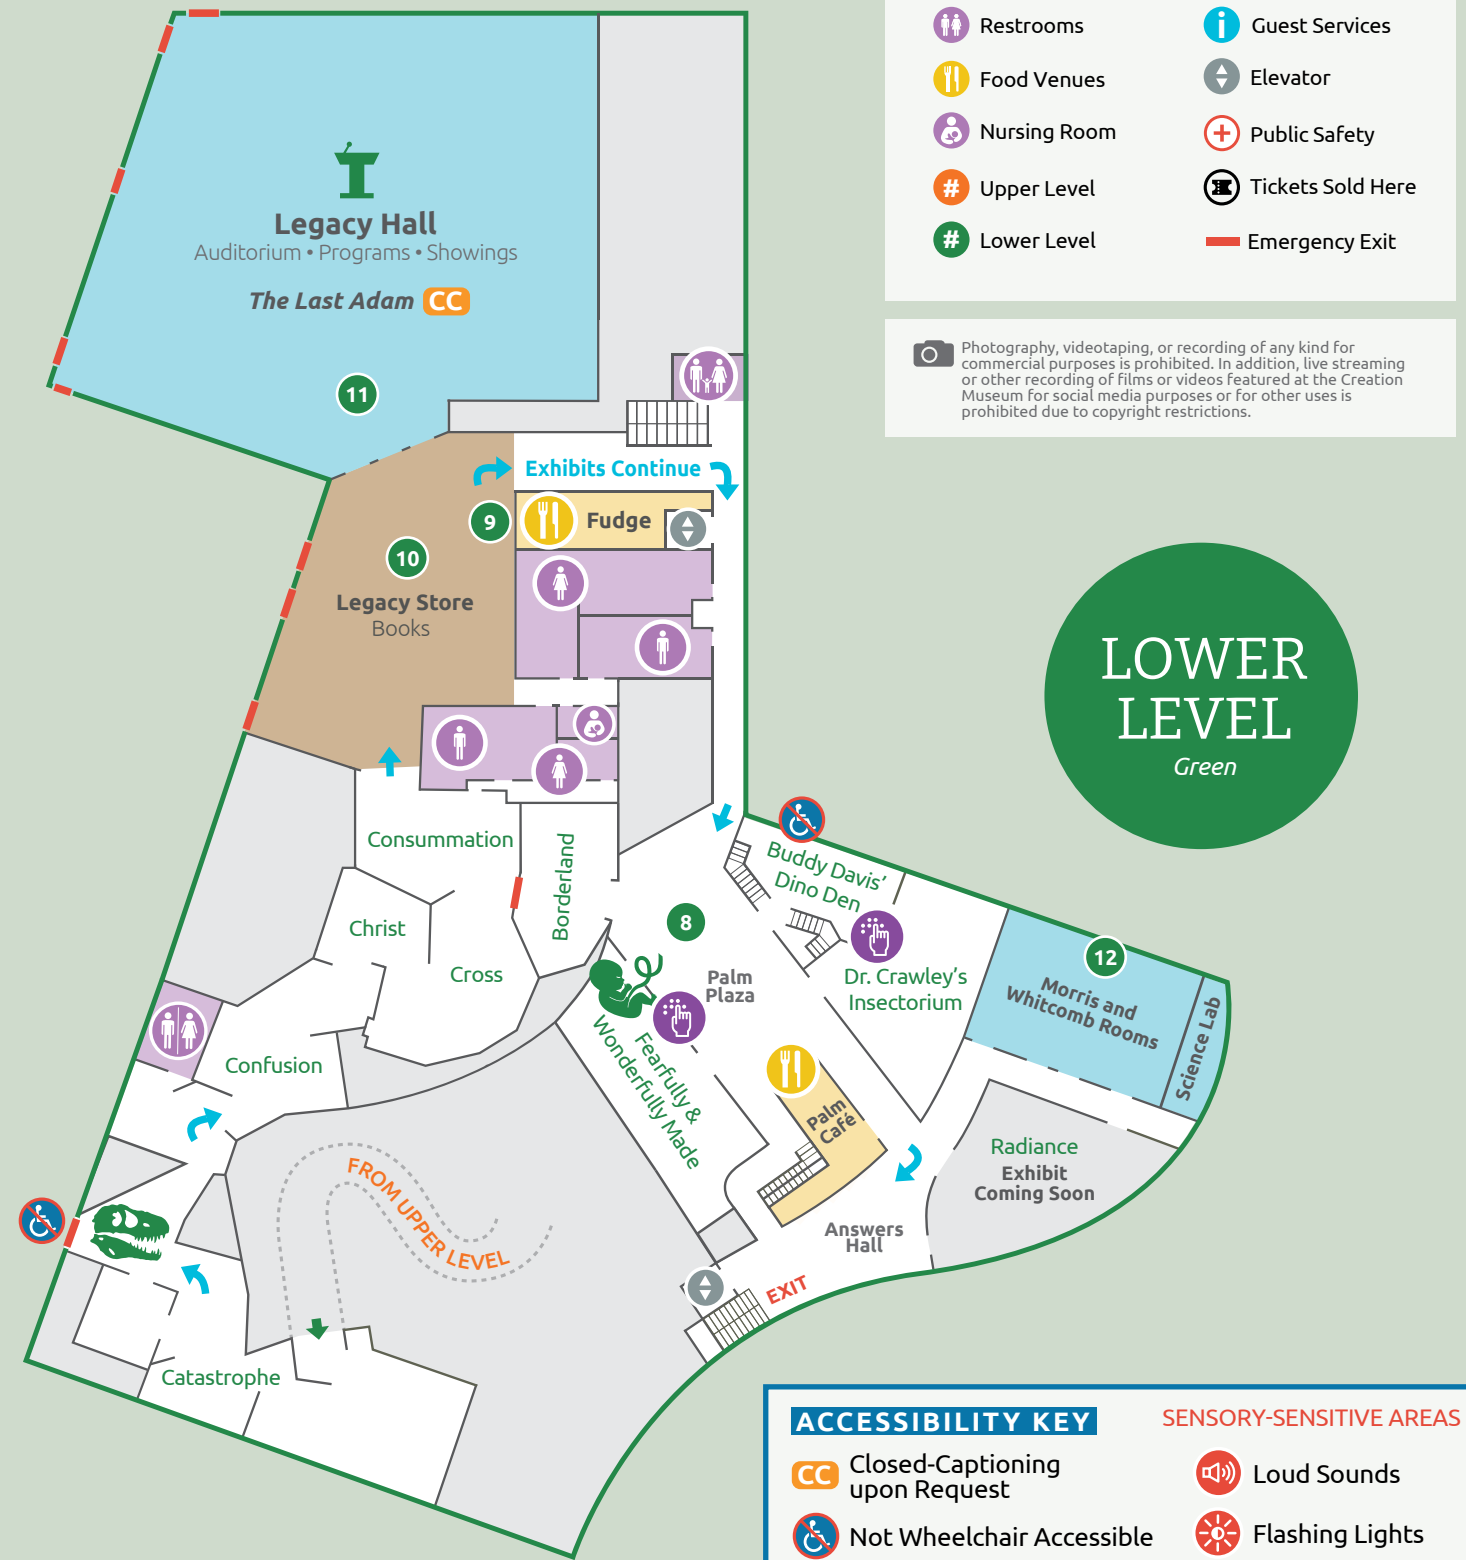 Restrooms
Food Venues
Nursing Room
# Upper Level
# Lower Level
i Guest Services
Elevator
Public Safety
Tickets Sold Here
Emergency Exit
Photography, videotaping, or recording of any kind for
commercial purposes is prohibited. In addition, live streaming
or other recording of films or videos featured at the Creation
Museum for social media purposes or for other uses is
prohibited due to copyright restrictions.
Legacy Hall
Auditorium • Programs • Showings
The Last Adam CC
11
Exhibits Continue
9
Fudge
10
Legacy Store
Books
LOWER
LEVEL
Green
Consummation
Borderland
Buddy Davis’
Dino Den
Christ
8
Cross
Palm
Plaza
Dr. Crawley’s
Insectorium
12
Morris and
Whitcomb Rooms
Science Lab
Fearfully &
Wonderfully Made
Confusion
Palm
Café
Radiance
Exhibit
Coming Soon
FROM UPPER LEVEL
Answers
Hall
EXIT
Catastrophe
ACCESSIBILITY KEY
CC Closed-Captioning
upon Request
Not Wheelchair Accessible
SENSORY-SENSITIVE AREAS
Loud Sounds
Flashing Lights